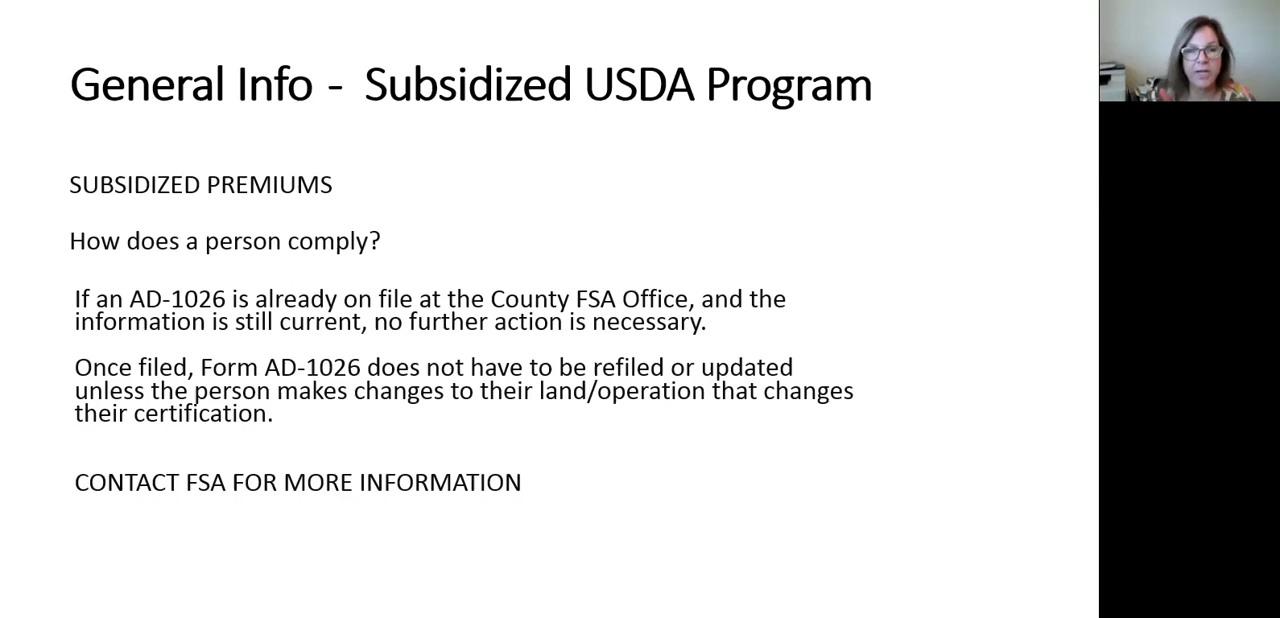 General Info -  Subsidized USDA Program
SUBSIDIZED PREMIUMS
How does a person comply?
If an AD-1026 is already on file at the County FSA Office, and the
information is still current, no further action is necessary.
Once filed, Form AD-1026 does not have to be refiled or updated
unless the person makes changes to their land/operation that changes
their certification.
CONTACT FSA FOR MORE INFORMATION